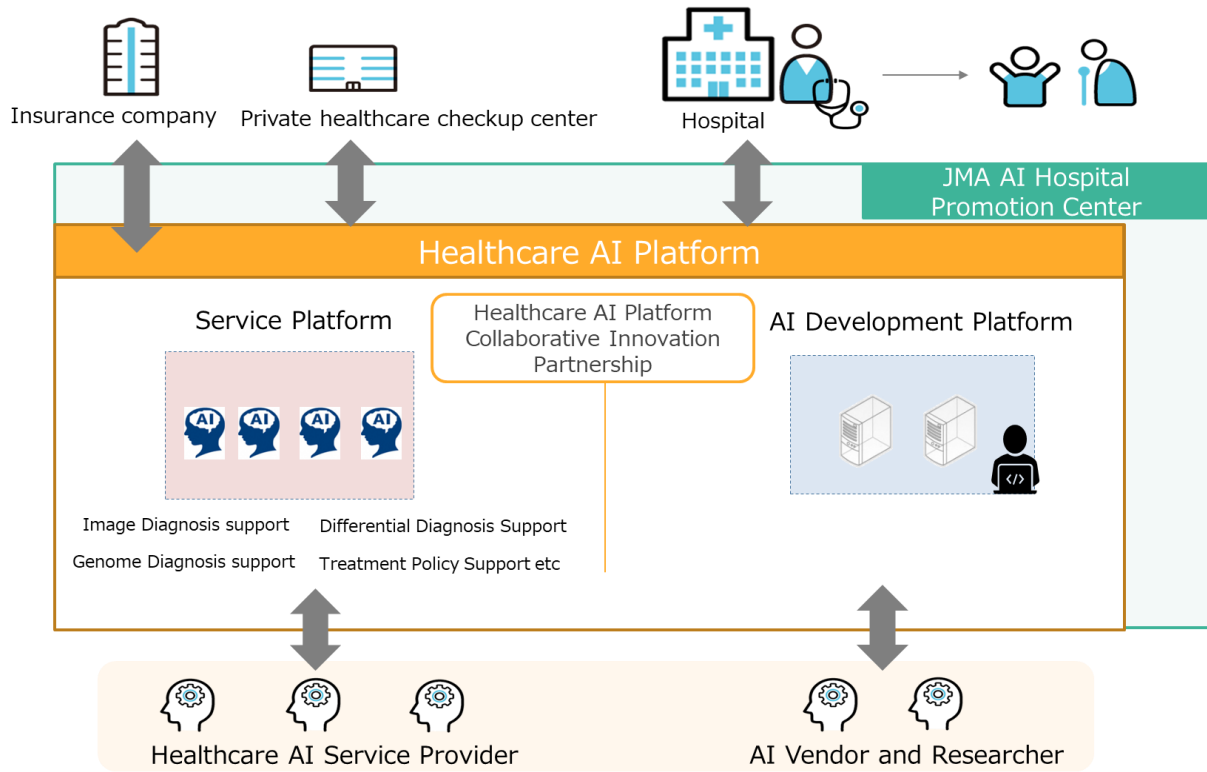 Insurance company
Private healthcare checkup center
Hospital
JMA AI Hospital
Promotion Center
Healthcare AI Platform
Service Platform
Healthcare AI Platform
Collaborative Innovation
Partnership
AI Development Platform
AI
AI
AI
AI
</>
Image Diagnosis support
Differential Diagnosis Support
Genome Diagnosis support
Treatment Policy Support etc
Healthcare AI Service Provider
AI Vendor and Researcher